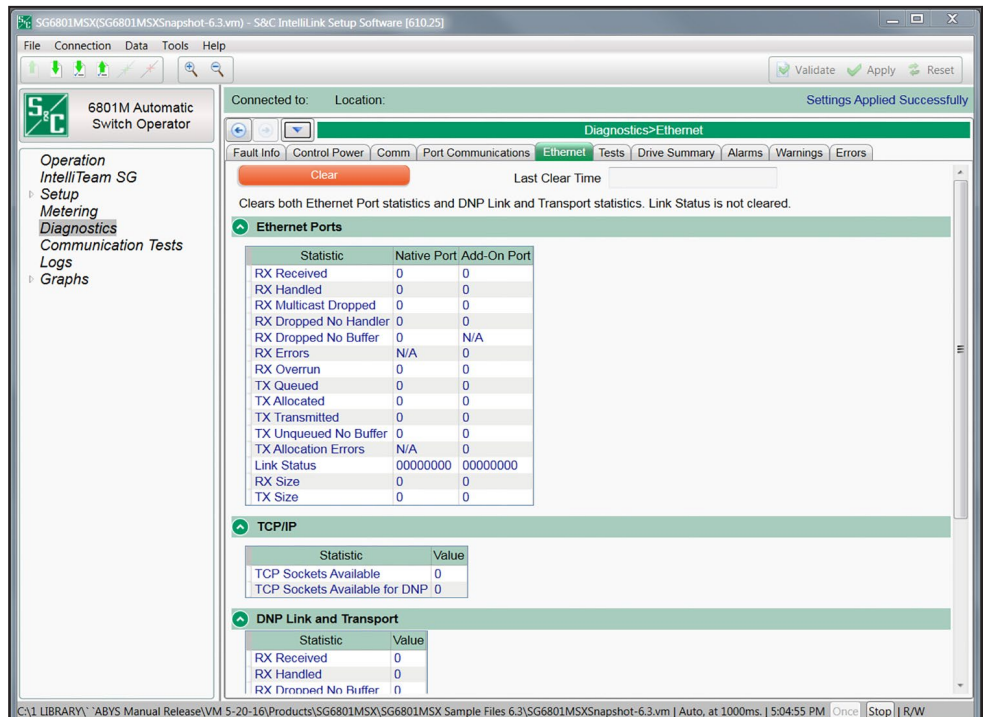 SG6801MSX(SG6801MSXSnapshot-6.3.vm) - S&C IntelliLink Setup Software [610.25]
File Connection Data Tools Help
Validate Apply Reset
S&C
6801M Automatic
Switch Operator
Operation
IntelliTeam SG
Setup
Metering
Diagnostics
Communication Tests
Logs
Graphs
Connected to: Location: Settings Applied Successfully
Diagnostics>Ethernet
Fault Info Control Power Comm Port Communications Ethernet Tests Drive Summary Alarms Warnings Errors
Clear Last Clear Time
Clears both Ethernet Port statistics and DNP Link and Transport statistics. Link Status is not cleared.
Ethernet Ports
Statistic Native Port Add-On Port
RX Received 0 0
RX Handled 0 0
RX Multicast Dropped 0 0
RX Dropped No Handler 0 0
RX Dropped No Buffer 0 N/A
RX Errors N/A 0
RX Overrun 0 0
TX Queued 0 0
TX Allocated 0 0
TX Transmitted 0 0
TX Unqueued No Buffer 0 0
TX Allocation Errors N/A 0
Link Status 00000000 00000000
RX Size 0 0
TX Size 0 0
TCP/IP
Statistic Value
TCP Sockets Available 0
TCP Sockets Available for DNP 0
DNP Link and Transport
Statistic Value
RX Received 0
RX Handled 0
RX Dropped No Buffer 0
C:\1 LIBRARY\``ABYS Manual Release\VM 5-20-16\Products\SG6801MSX\SG6801MSX Sample Files 6.3\SG6801MSXSnapshot-6.3.vm | Auto, at 1000ms. | 5:04:55 PM Once Stop | R/W